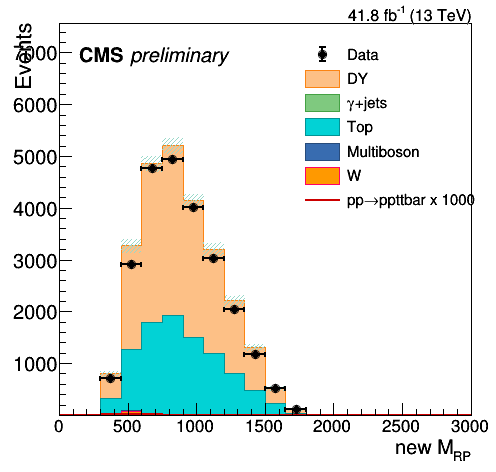 41.8 fb⁻¹ (13 TeV)
Events
CMS preliminary
Data
DY
γ+jets
Top
Multiboson
W
pp→ppttbar x 1000
7000
6000
5000
4000
3000
2000
1000
0 500 1000 1500 2000 2500 3000
new M_RP